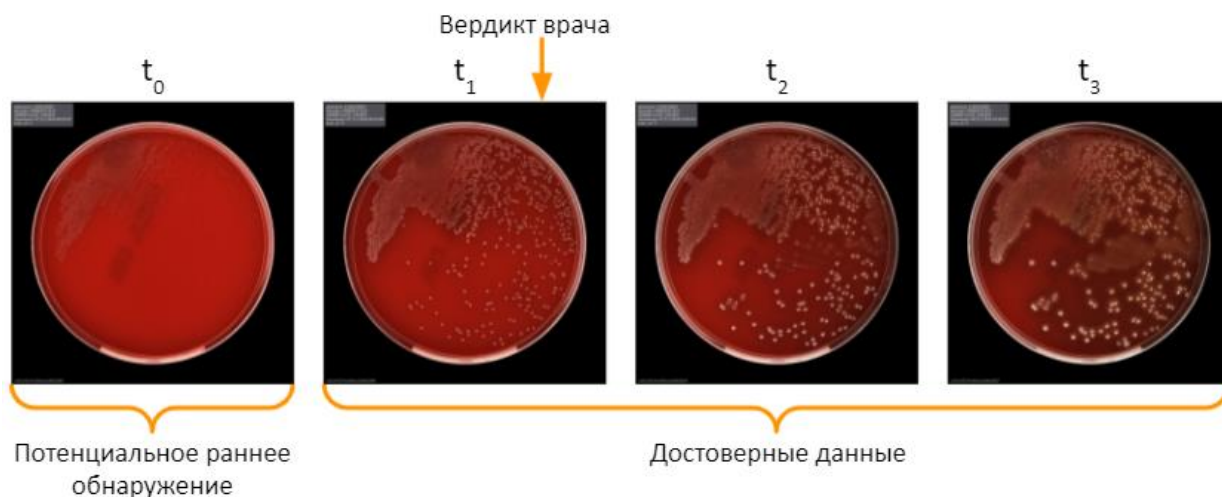 Вердикт врача
t₀
t₁
t₂
t₃
Потенциальное раннее
обнаружение
Достоверные данные